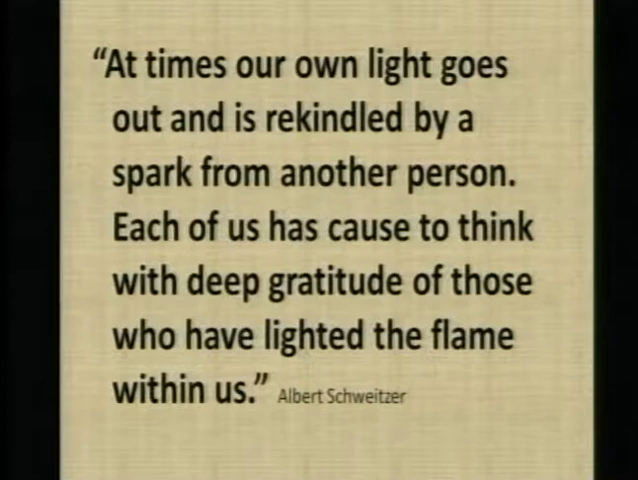 “At times our own light goes
out and is rekindled by a
spark from another person.
Each of us has cause to think
with deep gratitude of those
who have lighted the flame
within us.” Albert Schweitzer